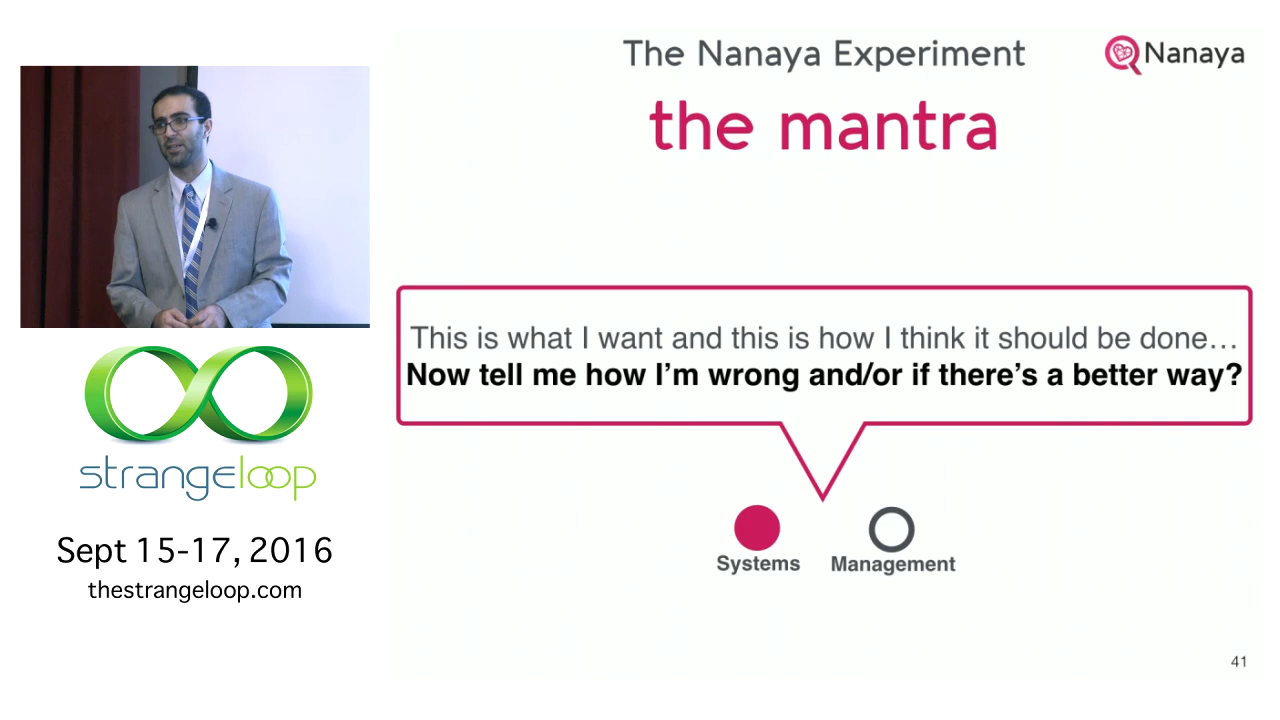 The Nanaya Experiment
Nanaya
the mantra
This is what I want and this is how I think it should be done…
Now tell me how I'm wrong and/or if there's a better way?
Systems
Management
41
strangeloop
Sept 15-17, 2016
thestrangeloop.com